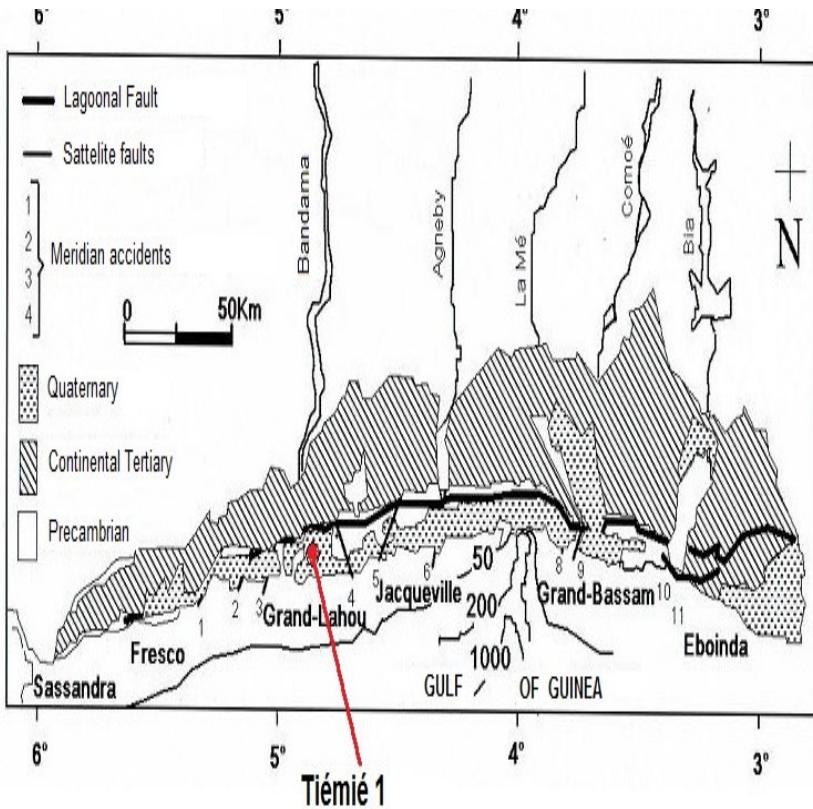 6° 5° 4° 3°
Lagoonal Fault
Sattelite faults
1
2
3
4
Meridian accidents
0 50Km
Quaternary
Continental Tertiary
Precambrian
Bandama
Agneby
La Mé
Comoé
Bia
N
1 2 3 4 5 6 8 9 10 11
50
200
1000
Sassandra
Fresco
Grand-Lahou
Jacqueville
Grand-Bassam
Eboinda
GULF OF GUINEA
6° 5° 4° 3°
Tiémié 1